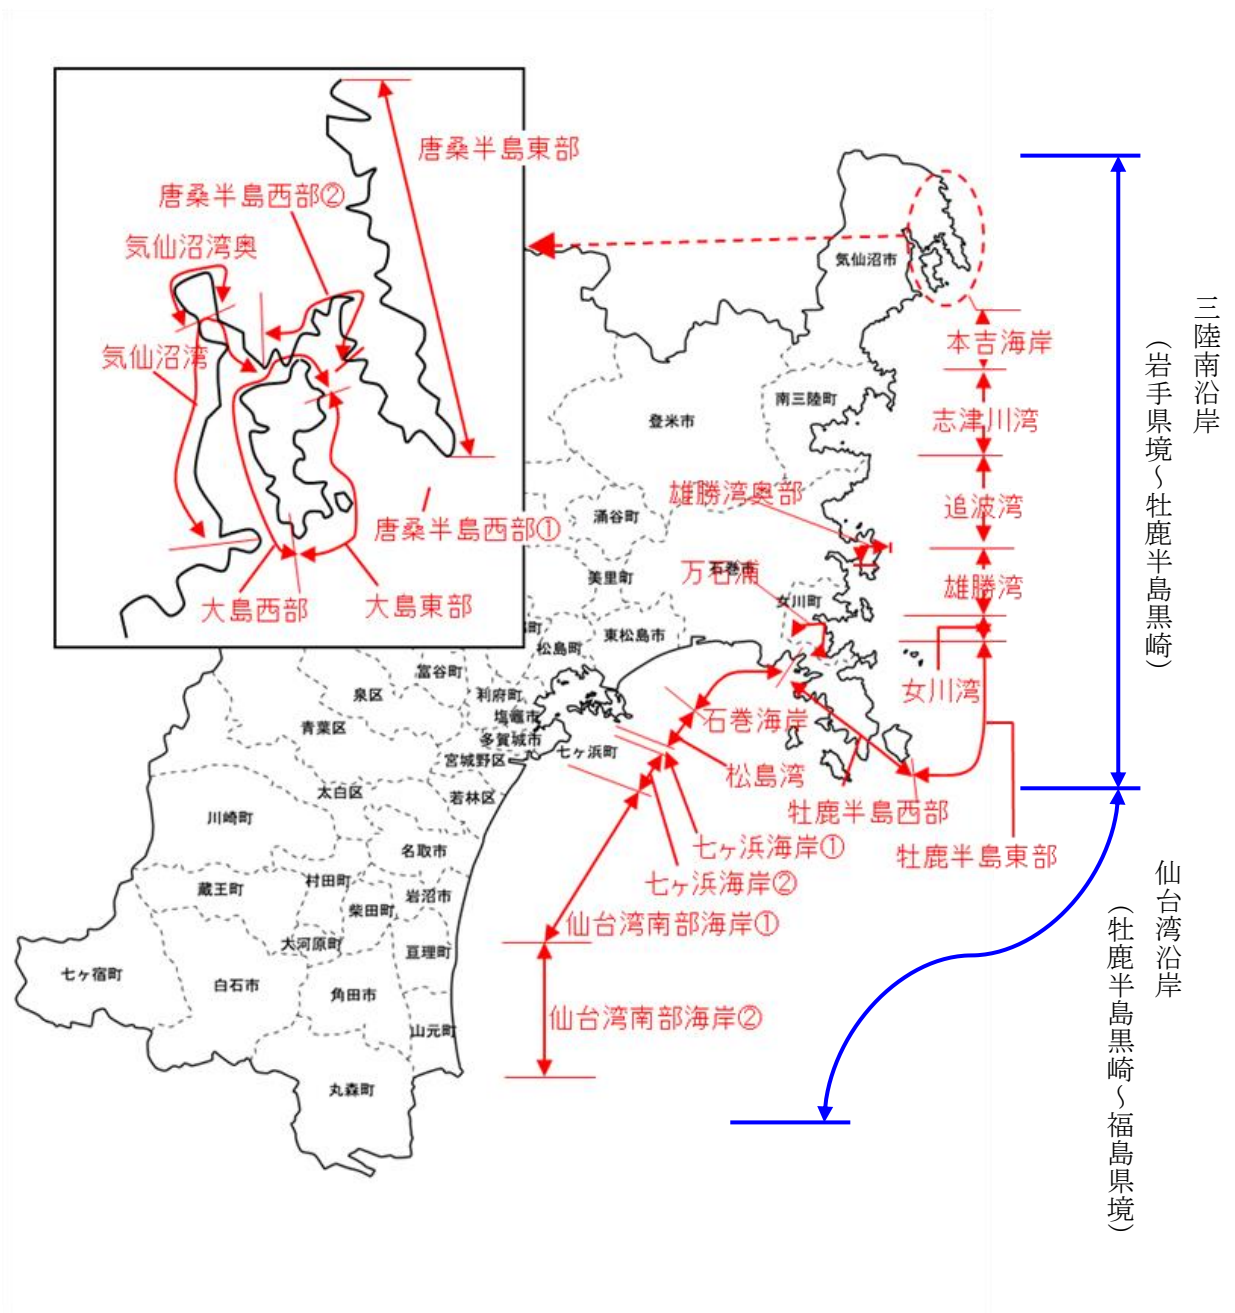 唐桑半島東部
唐桑半島西部②
気仙沼湾奥
気仙沼湾
唐桑半島西部①
大島西部
大島東部
気仙沼市
本吉海岸
南三陸町
志津川湾
登米市
雄勝湾奥部
追波湾
涌谷町
雄勝湾
美里町
石巻市
万石浦
女川町
東松島市
松島町
町
女川湾
富谷町
利府町
泉区
塩竈市
青葉区
多賀城市
七ヶ浜町
宮城野区
石巻海岸
松島湾
太白区
若林区
川崎町
牡鹿半島西部
牡鹿半島東部
七ヶ浜海岸①
七ヶ浜海岸②
名取市
蔵王町
村田町
岩沼市
柴田町
仙台湾南部海岸①
大河原町
亘理町
七ヶ宿町
白石市
角田市
仙台湾南部海岸②
山元町
丸森町
三陸南沿岸
（岩手県境～牡鹿半島黒崎）
仙台湾沿岸
（牡鹿半島黒崎～福島県境）